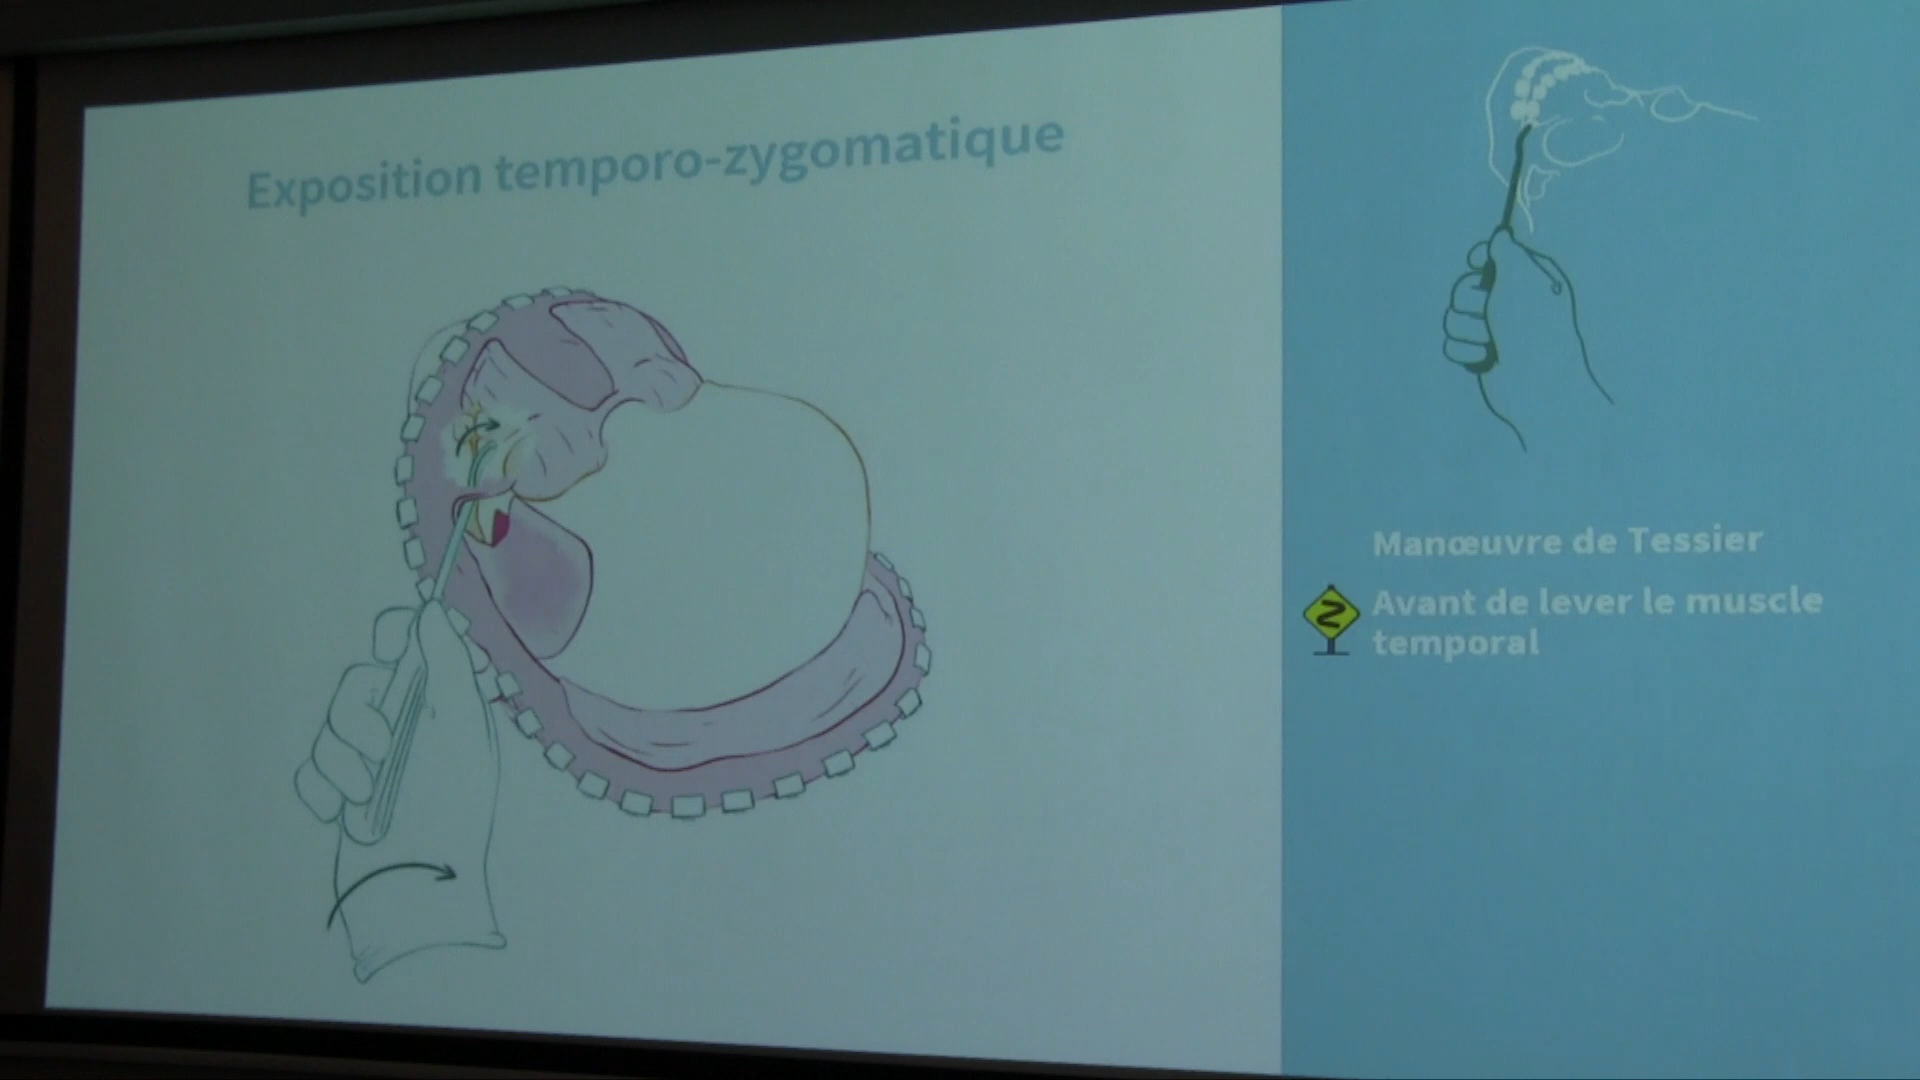 Exposition temporo-zygomatique
Manœuvre de Tessier
Avant de lever le muscle
temporal